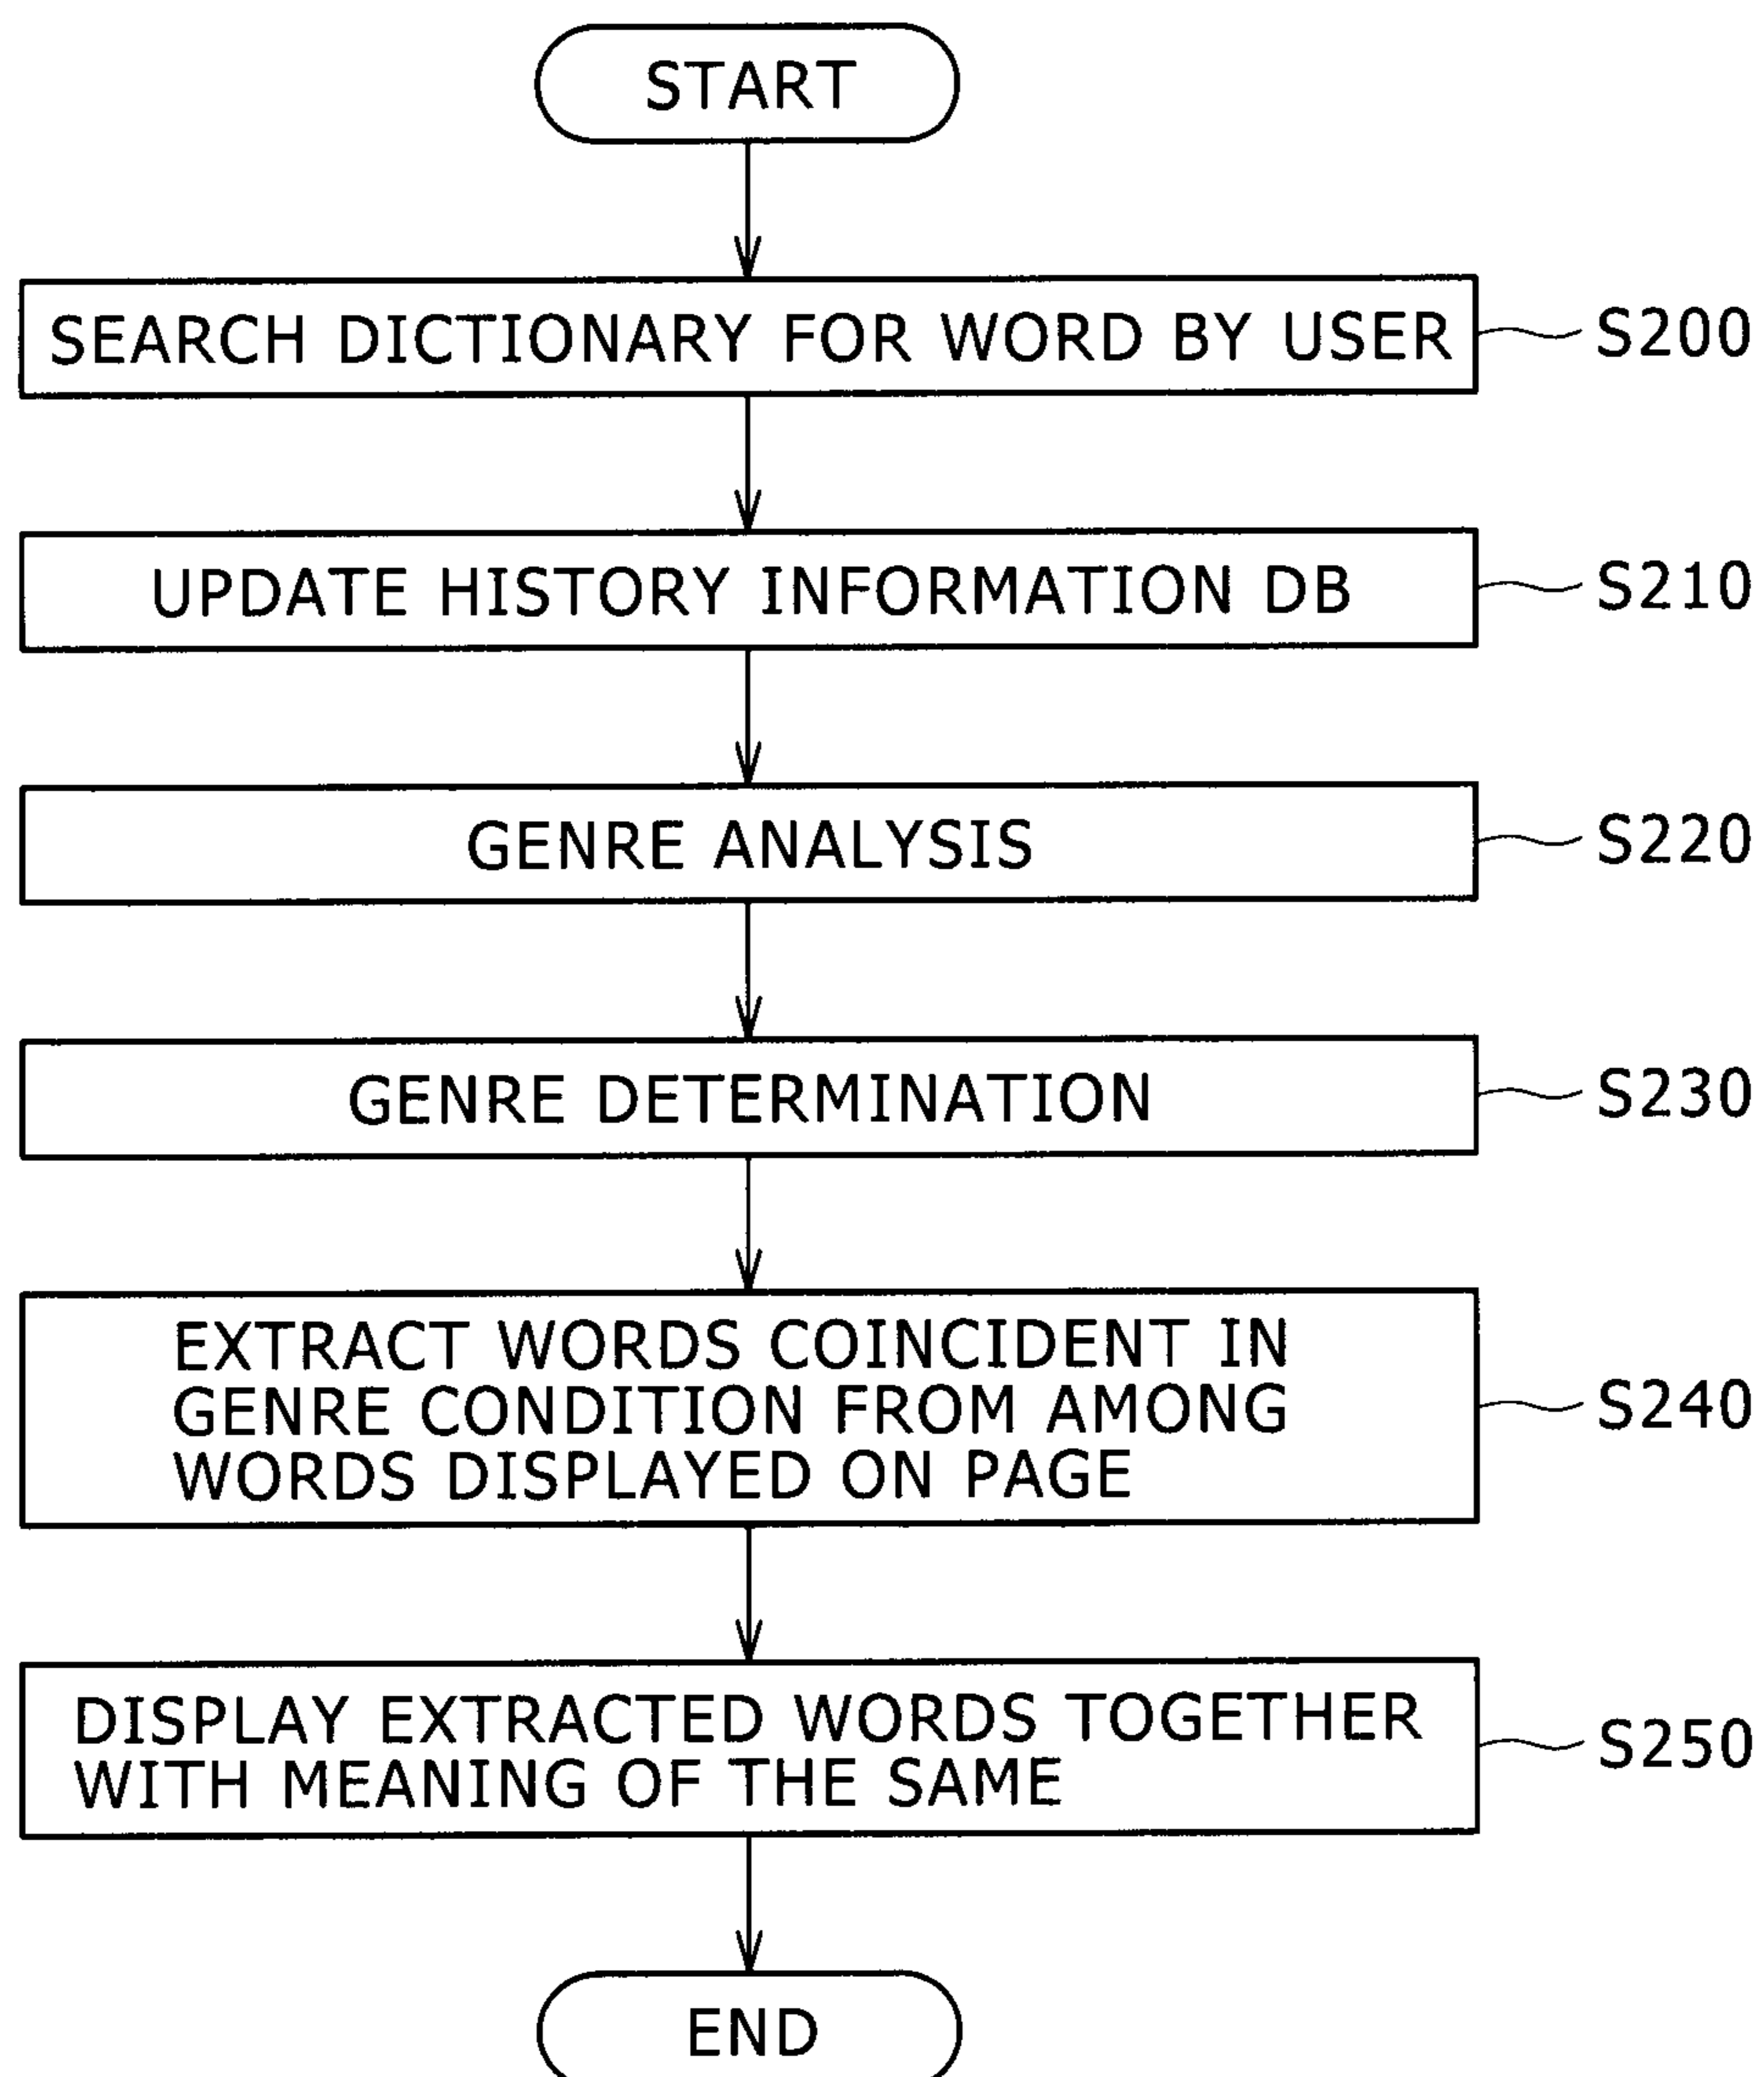 START
SEARCH DICTIONARY FOR WORD BY USER
S200
UPDATE HISTORY INFORMATION DB
S210
GENRE ANALYSIS
S220
GENRE DETERMINATION
S230
EXTRACT WORDS COINCIDENT IN
GENRE CONDITION FROM AMONG
WORDS DISPLAYED ON PAGE
S240
DISPLAY EXTRACTED WORDS TOGETHER
WITH MEANING OF THE SAME
S250
END